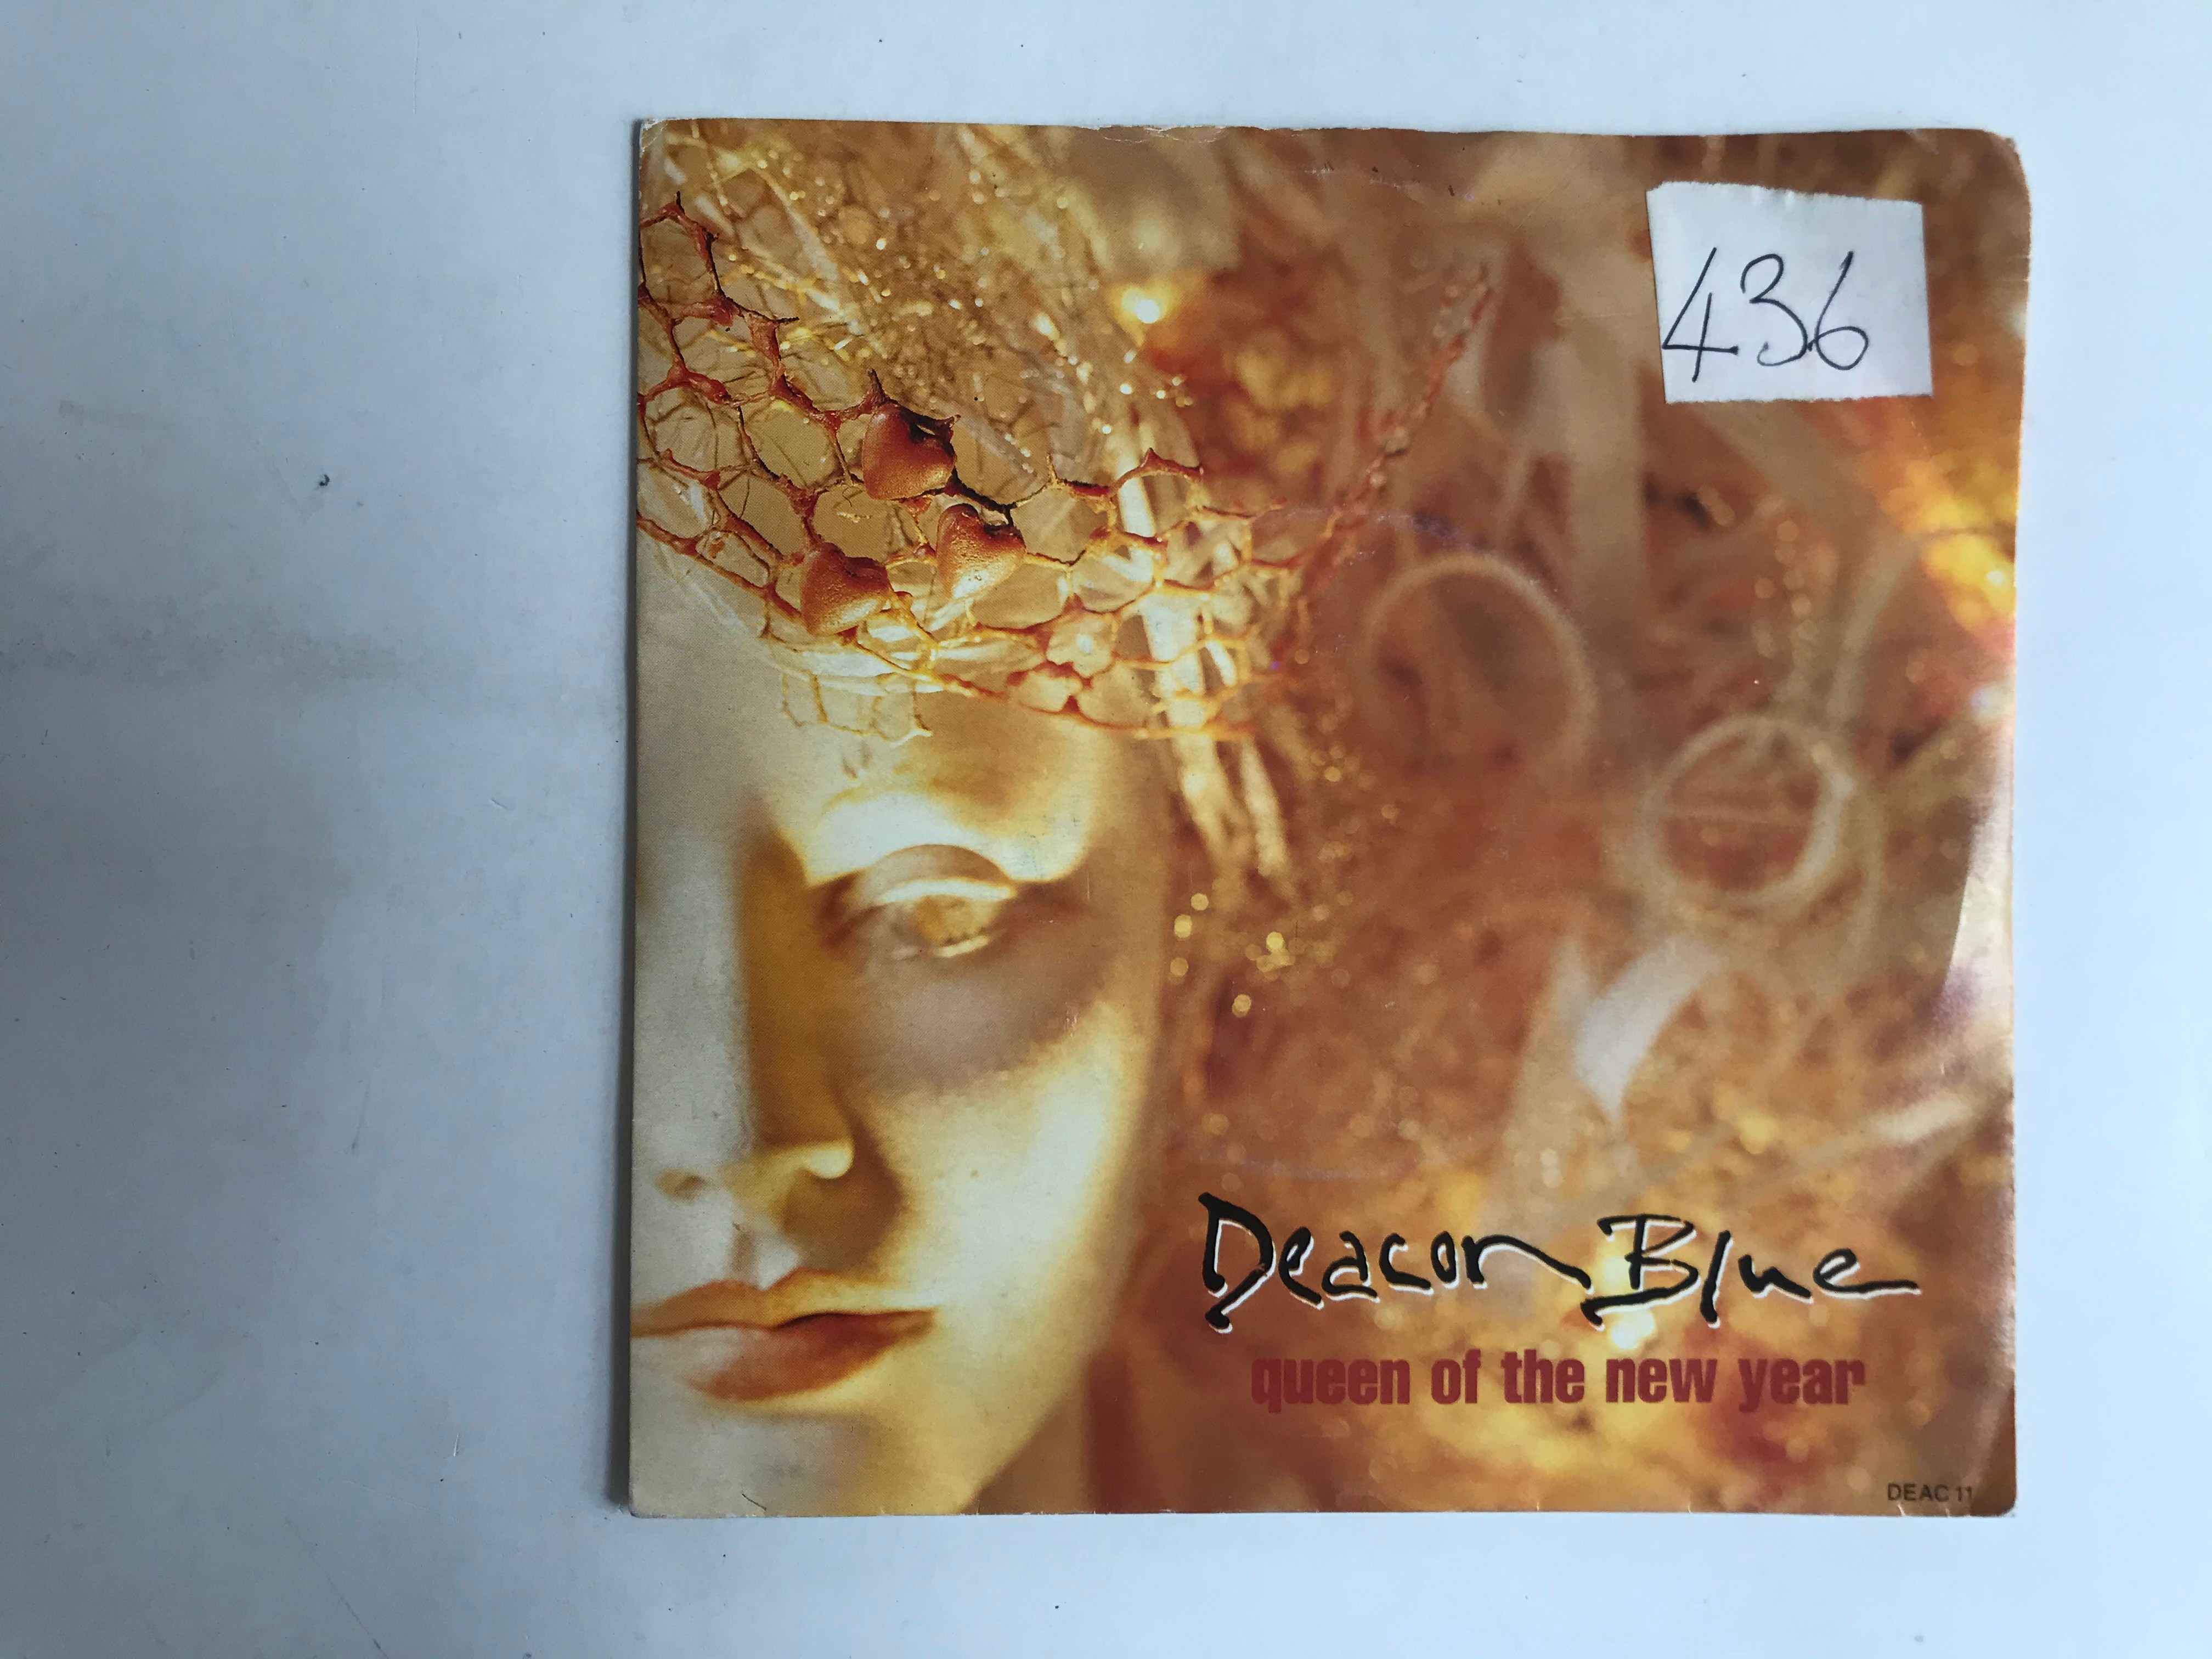 436
Deacon Blue
queen of the new year
DEAC 11